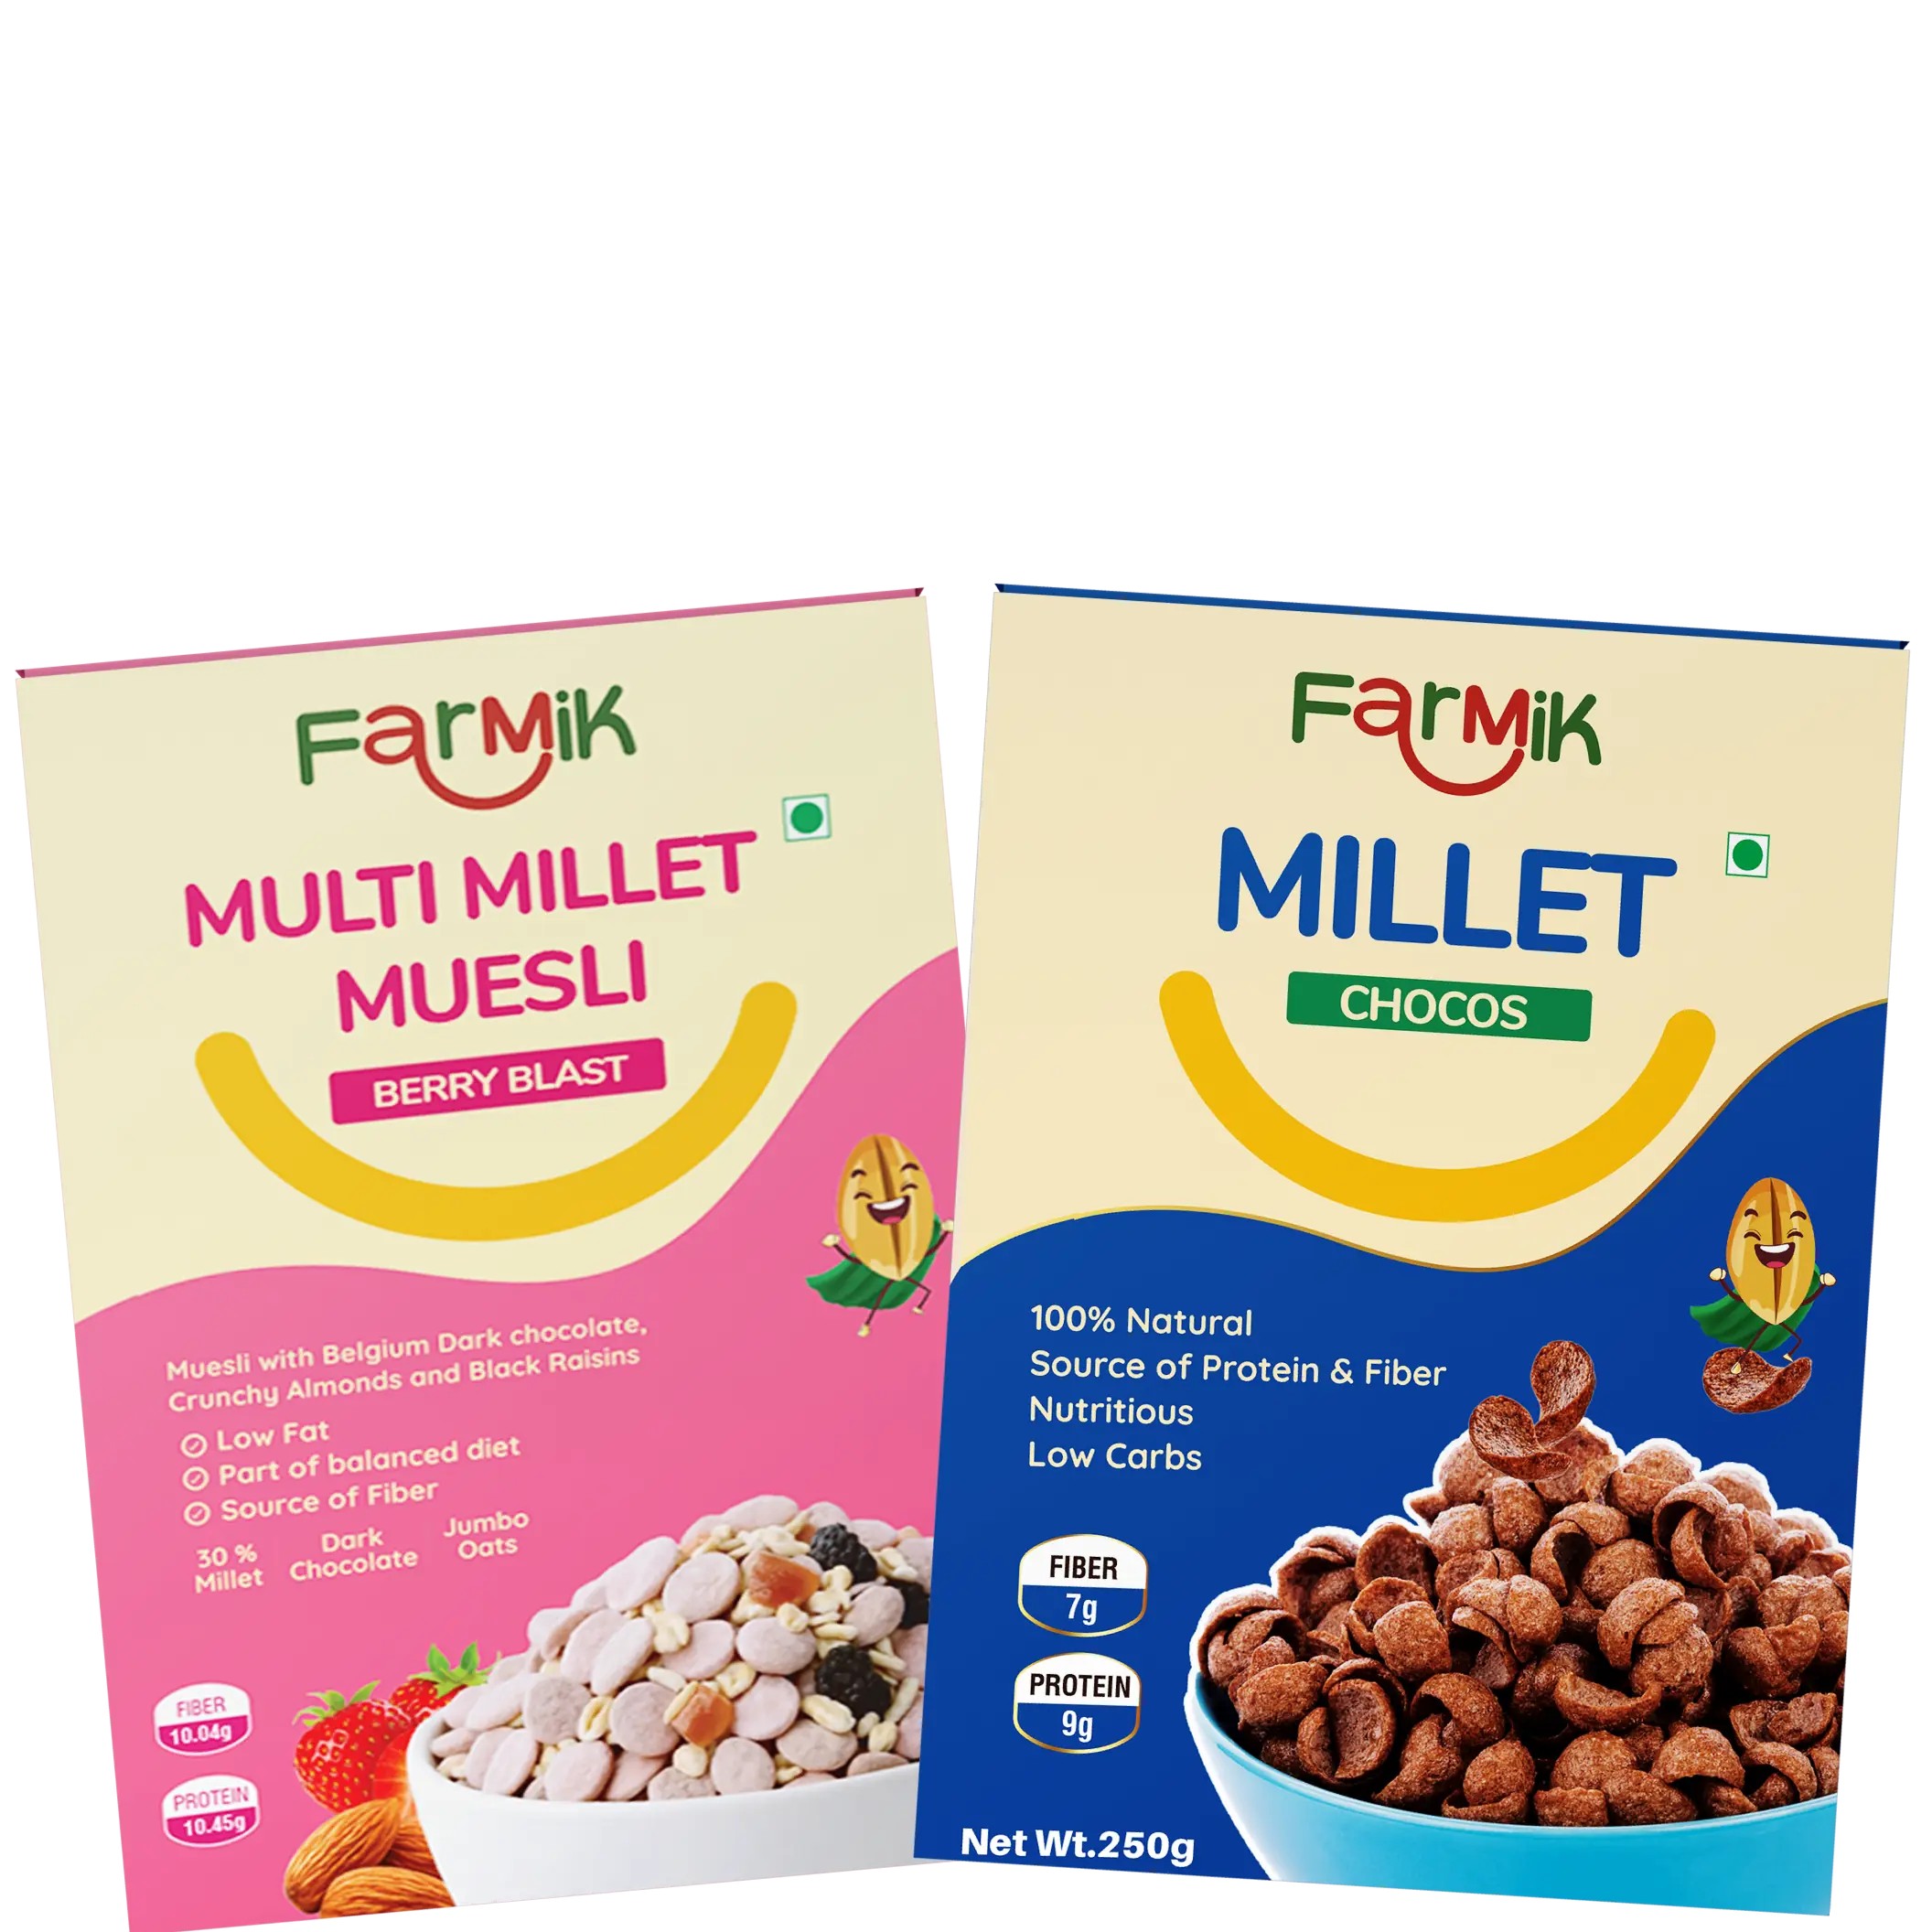 FarMiK
MULTI MILLET
MUESLI
BERRY BLAST
Muesli with Belgium Dark chocolate,
Crunchy Almonds and Black Raisins
Low Fat
Part of balanced diet
Source of Fiber
30 %
Millet
Dark
Chocolate
Jumbo
Oats
FIBER
10.04g
PROTEIN
10.45g
FarMiK
MILLET
CHOCOS
100% Natural
Source of Protein & Fiber
Nutritious
Low Carbs
FIBER
7g
PROTEIN
9g
Net Wt.250g